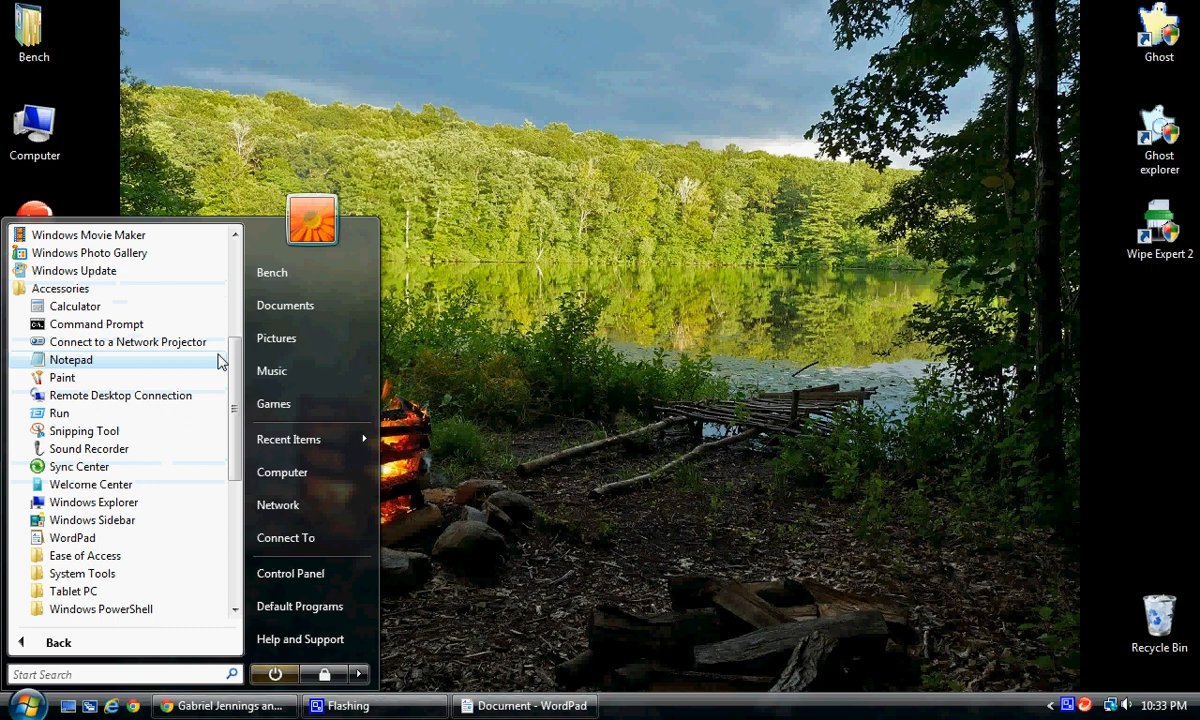 Bench
Computer
Ghost
Ghost
explorer
Wipe Expert 2
Recycle Bin
Windows Movie Maker
Windows Photo Gallery
Windows Update
Accessories
Calculator
Command Prompt
Connect to a Network Projector
Notepad
Paint
Remote Desktop Connection
Run
Snipping Tool
Sound Recorder
Sync Center
Welcome Center
Windows Explorer
Windows Sidebar
WordPad
Ease of Access
System Tools
Tablet PC
Windows PowerShell
Back
Start Search
Bench
Documents
Pictures
Music
Games
Recent Items
Computer
Network
Connect To
Control Panel
Default Programs
Help and Support
Gabriel Jennings an...
Flashing
Document - WordPad
10:33 PM